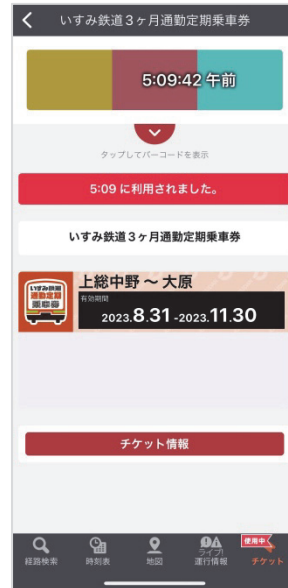 いすみ鉄道3ヶ月通勤定期乗車券
5:09:42 午前
タップしてバーコードを表示
5:09 に利用されました。
いすみ鉄道3ヶ月通勤定期乗車券
いすみ鉄道
通勤定期
乗車券
上総中野 〜 大原
有効期間
2023.8.31 -2023.11.30
チケット情報
使用中
経路検索
時刻表
地図
ライブ!
運行情報
チケット